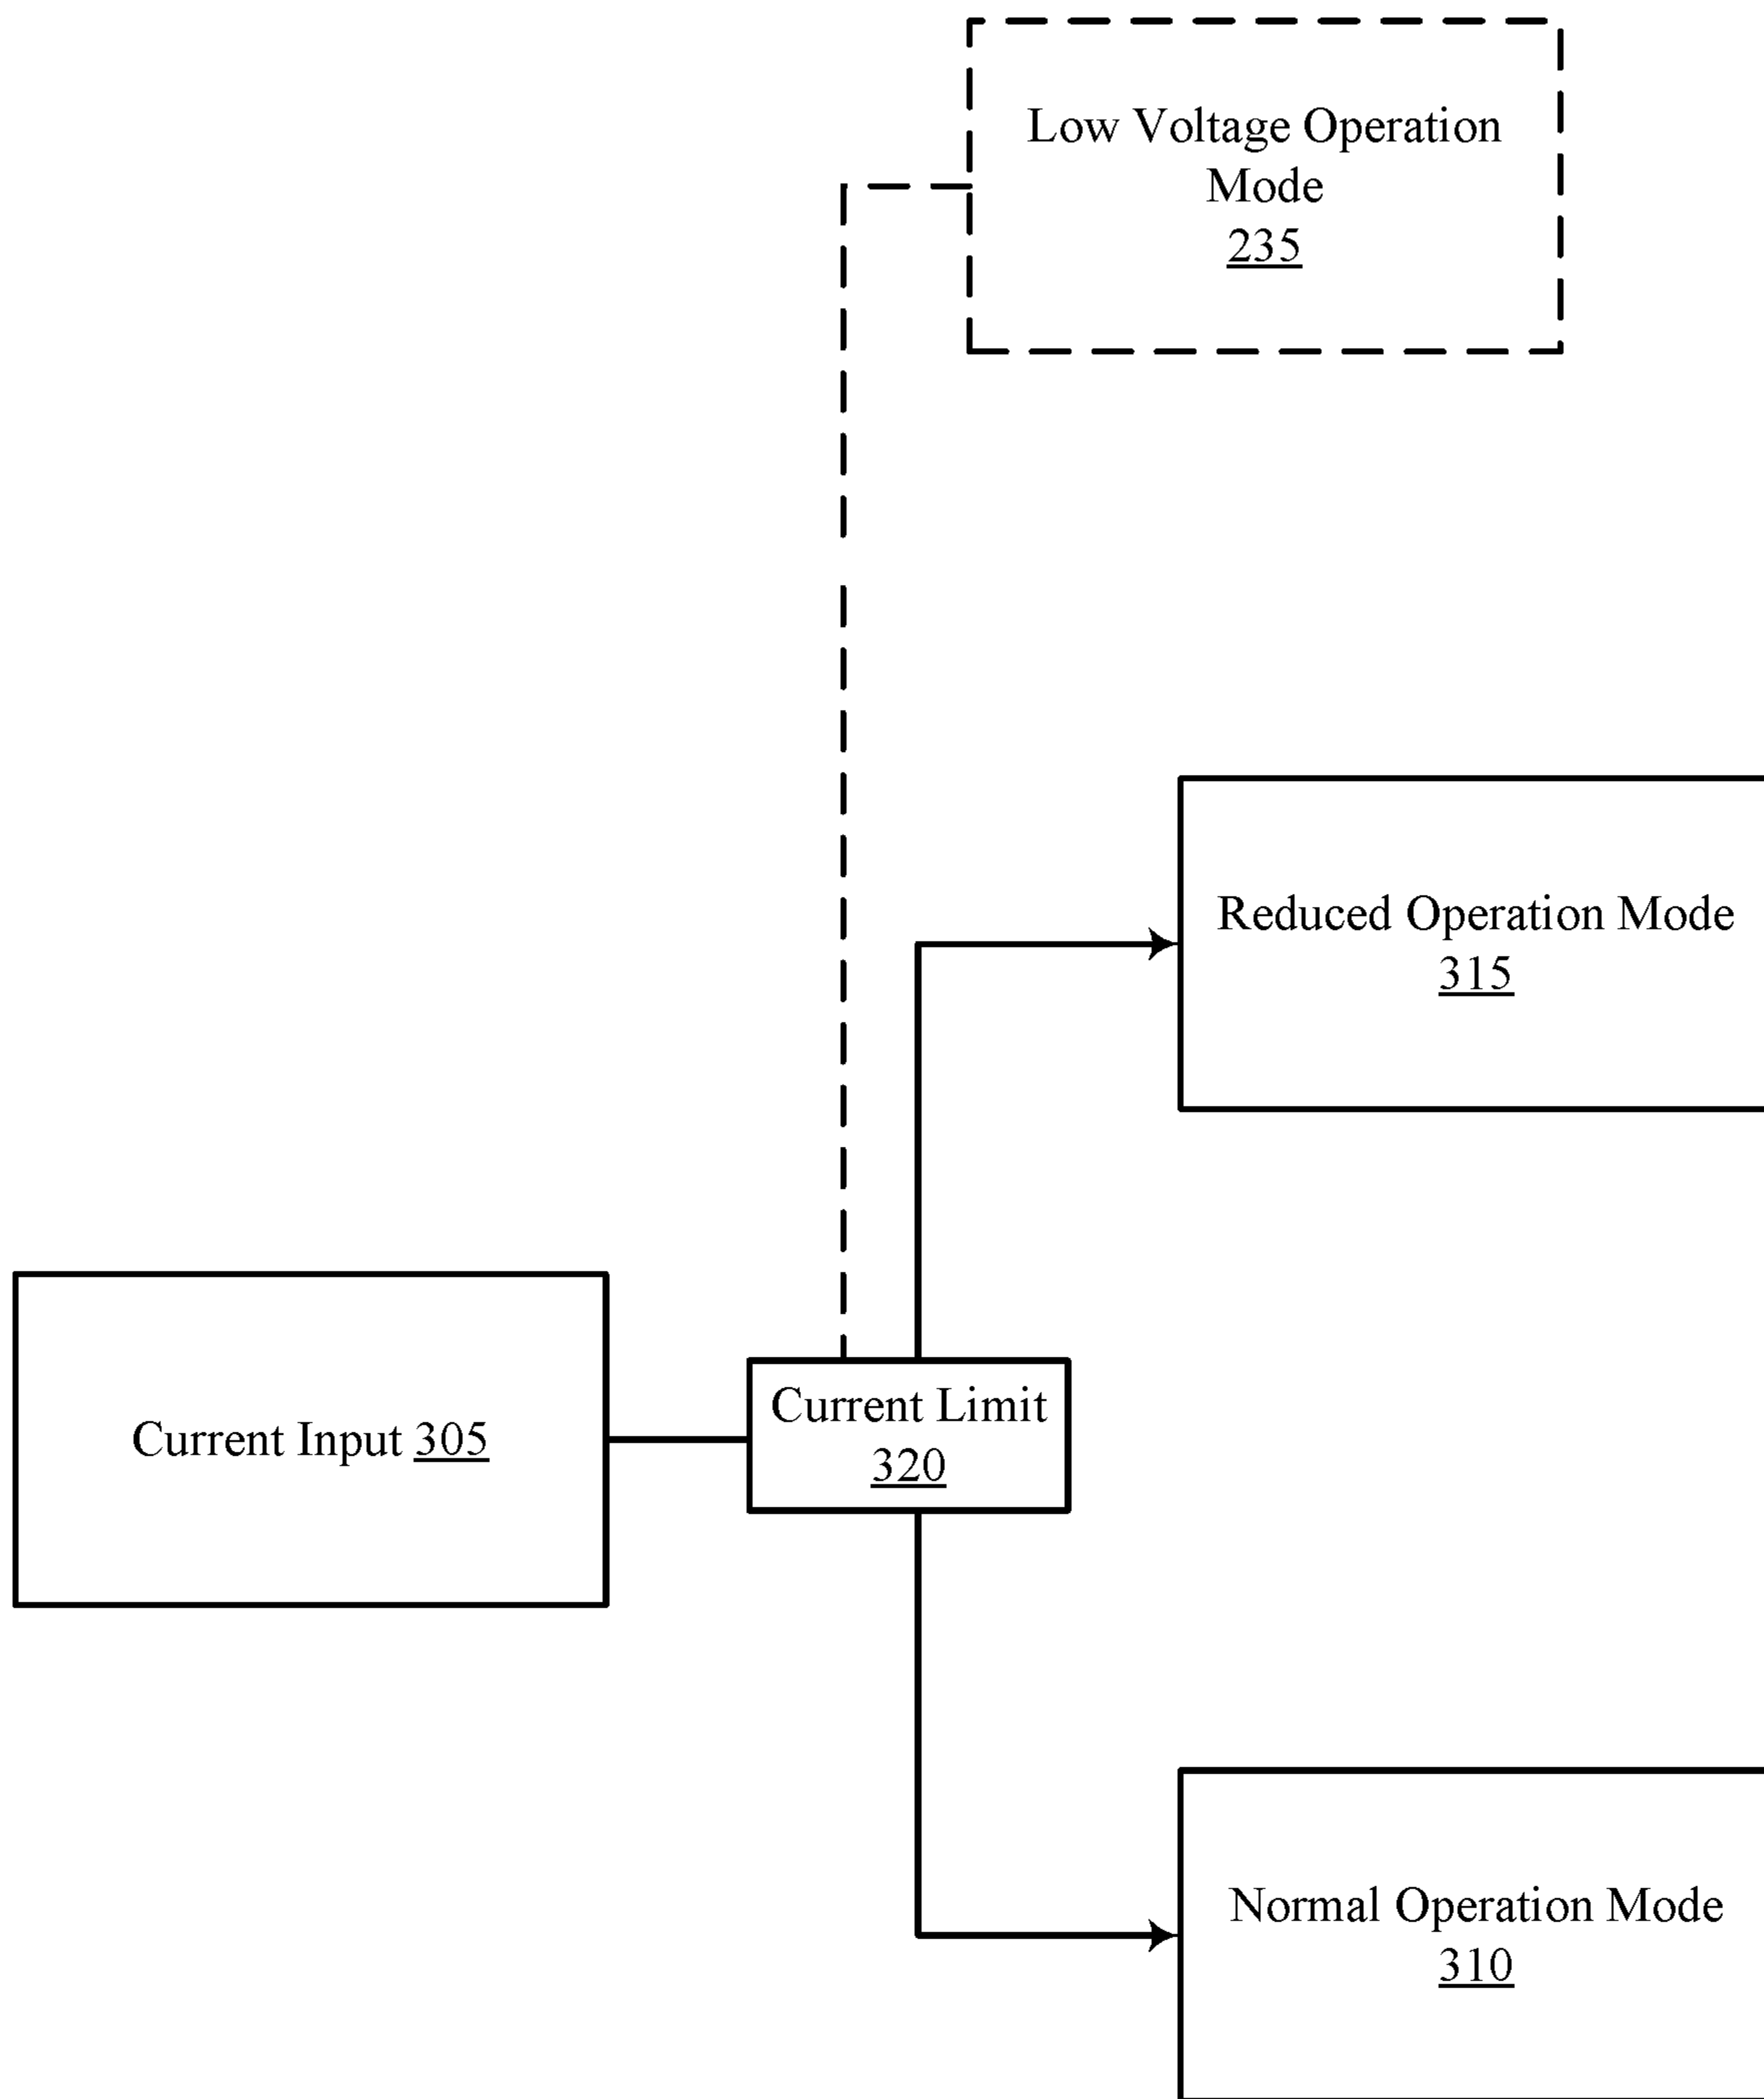 Low Voltage Operation
Mode
235
Reduced Operation Mode
315
Current Limit
320
Current Input 305
Normal Operation Mode
310